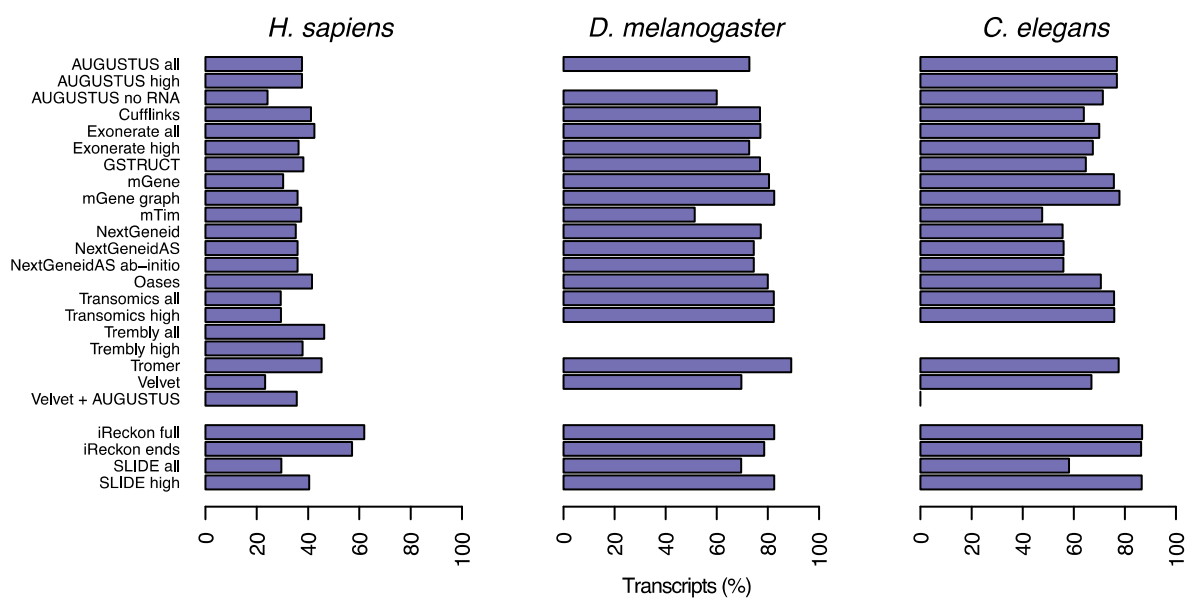 H. sapiens D. melanogaster C. elegans
AUGUSTUS all
AUGUSTUS high
AUGUSTUS no RNA
Cufflinks
Exonerate all
Exonerate high
GSTRUCT
mGene
mGene graph
mTim
NextGeneid
NextGeneidAS
NextGeneidAS ab−initio
Oases
Transomics all
Transomics high
Trembly all
Trembly high
Tromer
Velvet
Velvet + AUGUSTUS
iReckon full
iReckon ends
SLIDE all
SLIDE high
0 20 40 60 80 100 0 20 40 60 80 100 0 20 40 60 80 100
Transcripts (%)